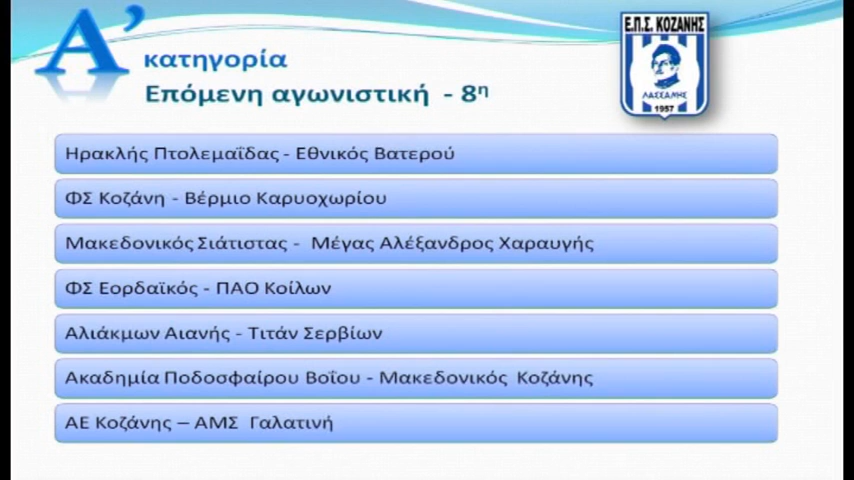 Α’ κατηγορία
Επόμενη αγωνιστική - 8η
Ε.Π.Σ. ΚΟΖΑΝΗΣ
ΛΑΣΣΑΝΗΣ
1957
Ηρακλής Πτολεμαΐδας - Εθνικός Βατερού
ΦΣ Κοζάνη - Βέρμιο Καρυοχωρίου
Μακεδονικός Σιάτιστας - Μέγας Αλέξανδρος Χαραυγής
ΦΣ Εορδαϊκός - ΠΑΟ Κοίλων
Αλιάκμων Αιανής - Τιτάν Σερβίων
Ακαδημία Ποδοσφαίρου Βοΐου - Μακεδονικός Κοζάνης
ΑΕ Κοζάνης – ΑΜΣ Γαλατινή